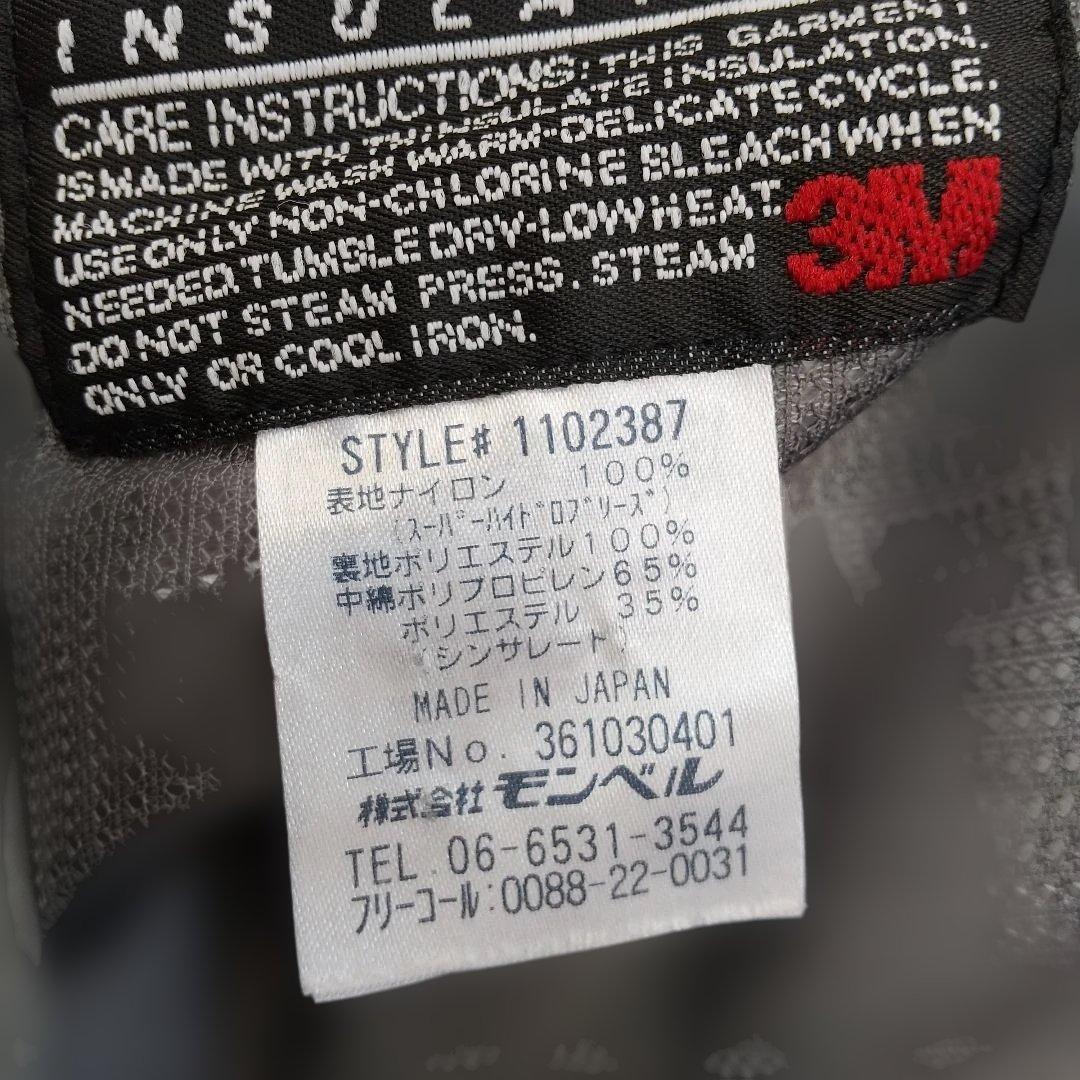 CARE INSTRUCTIONS: THIS GARMENT
IS MADE WITH THINSULATE INSULATION.
MACHINE WASH WARM-DELICATE CYCLE.
USE ONLY NON-CHLORINE BLEACH WHEN
NEEDED. TUMBLE DRY-LOW HEAT.
DO NOT STEAM PRESS. STEAM
ONLY OR COOL IRON.
3M
STYLE# 1102387
表地ナイロン 100%
(スーパーハイドロブリーズ)
裏地ポリエステル100%
中綿ポリプロピレン65%
ポリエステル 35%
(シンサレート)
MADE IN JAPAN
工場No. 361030401
株式会社モンベル
TEL.06-6531-3544
フリーコール:0088-22-0031